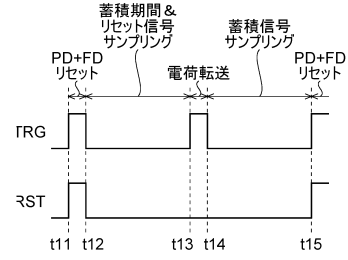 蓄積期間＆
リセット信号
サンプリング
蓄積信号
サンプリング
PD+FD
リセット
電荷転送
PD+FD
リセット
TRG
RST
t11 t12 t13 t14 t15